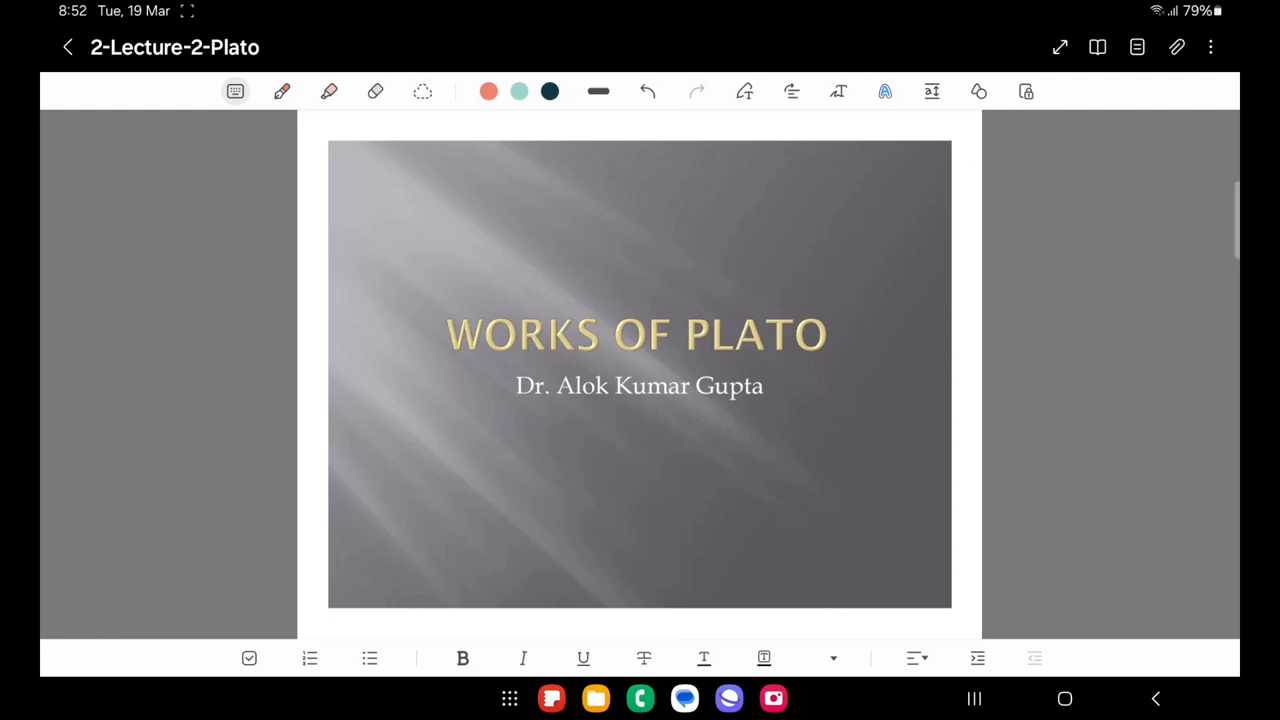 8:52 Tue, 19 Mar 79%
2-Lecture-2-Plato
WORKS OF PLATO
Dr. Alok Kumar Gupta